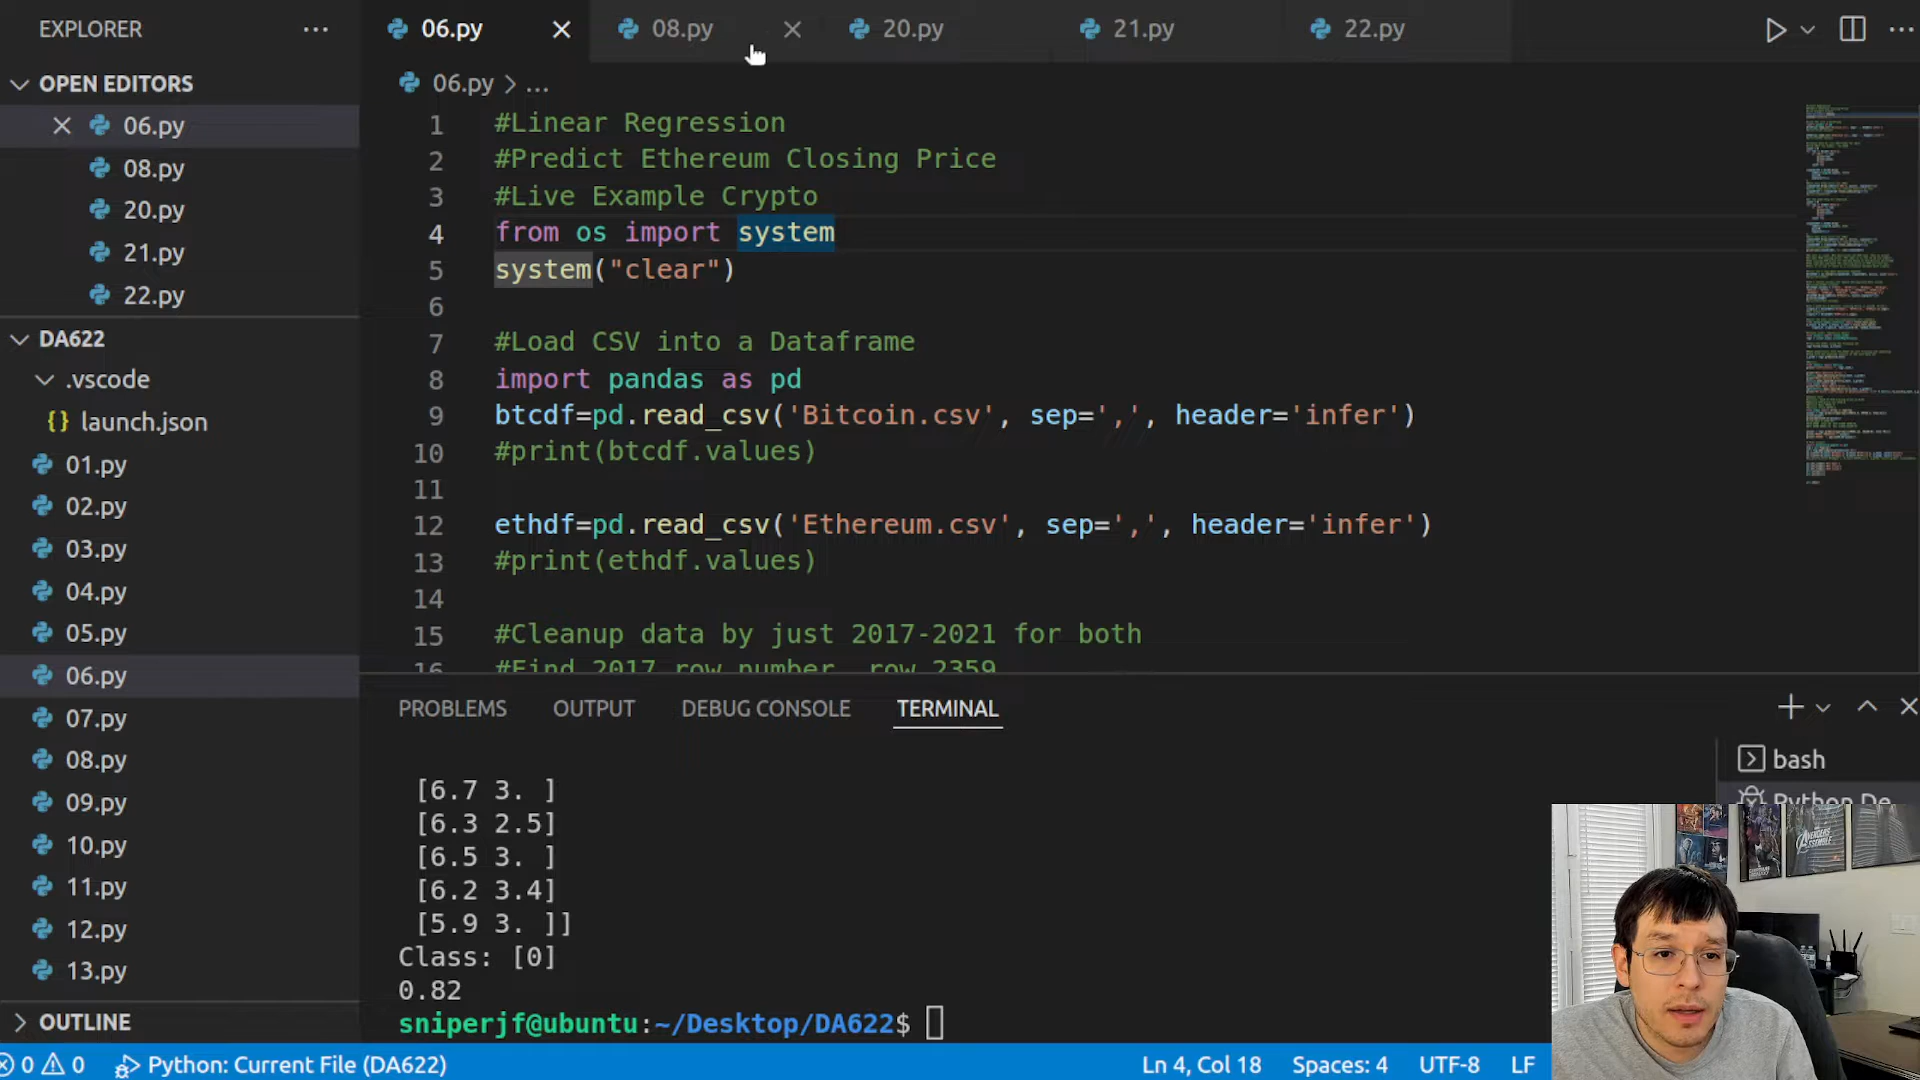 EXPLORER
06.py
08.py
20.py
21.py
22.py
OPEN EDITORS
06.py
08.py
20.py
21.py
22.py
DA622
.vscode
{} launch.json
01.py
02.py
03.py
04.py
05.py
06.py
07.py
08.py
09.py
10.py
11.py
12.py
13.py
OUTLINE
06.py > ...
1 #Linear Regression
2 #Predict Ethereum Closing Price
3 #Live Example Crypto
4 from os import system
5 system("clear")
6
7 #Load CSV into a Dataframe
8 import pandas as pd
9 btcdf=pd.read_csv('Bitcoin.csv', sep=',', header='infer')
10 #print(btcdf.values)
11
12 ethdf=pd.read_csv('Ethereum.csv', sep=',', header='infer')
13 #print(ethdf.values)
14
15 #Cleanup data by just 2017-2021 for both
16 #Find 2017 row number, row 2359
PROBLEMS
OUTPUT
DEBUG CONSOLE
TERMINAL
bash
Python De
[6.7 3. ]
[6.3 2.5]
[6.5 3. ]
[6.2 3.4]
[5.9 3. ]]
Class: [0]
0.82
sniperjf@ubuntu:~/Desktop/DA622$
0 0
Python: Current File (DA622)
Ln 4, Col 18
Spaces: 4
UTF-8
LF